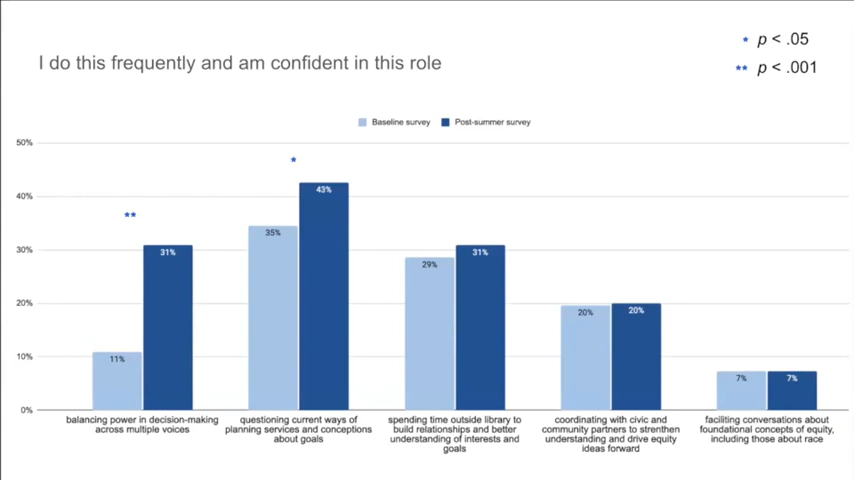 * p < .05
I do this frequently and am confident in this role
** p < .001
Baseline survey
Post-summer survey
50%
40%
30%
20%
10%
0%
**
*
11%
31%
35%
43%
29%
31%
20%
20%
7%
7%
balancing power in decision-making
across multiple voices
questioning current ways of
planning services and conceptions
about goals
spending time outside library to
build relationships and better
understanding of interests and
goals
coordinating with civic and
community partners to strenthen
understanding and drive equity
ideas forward
faciliting conversations about
foundational concepts of equity,
including those about race